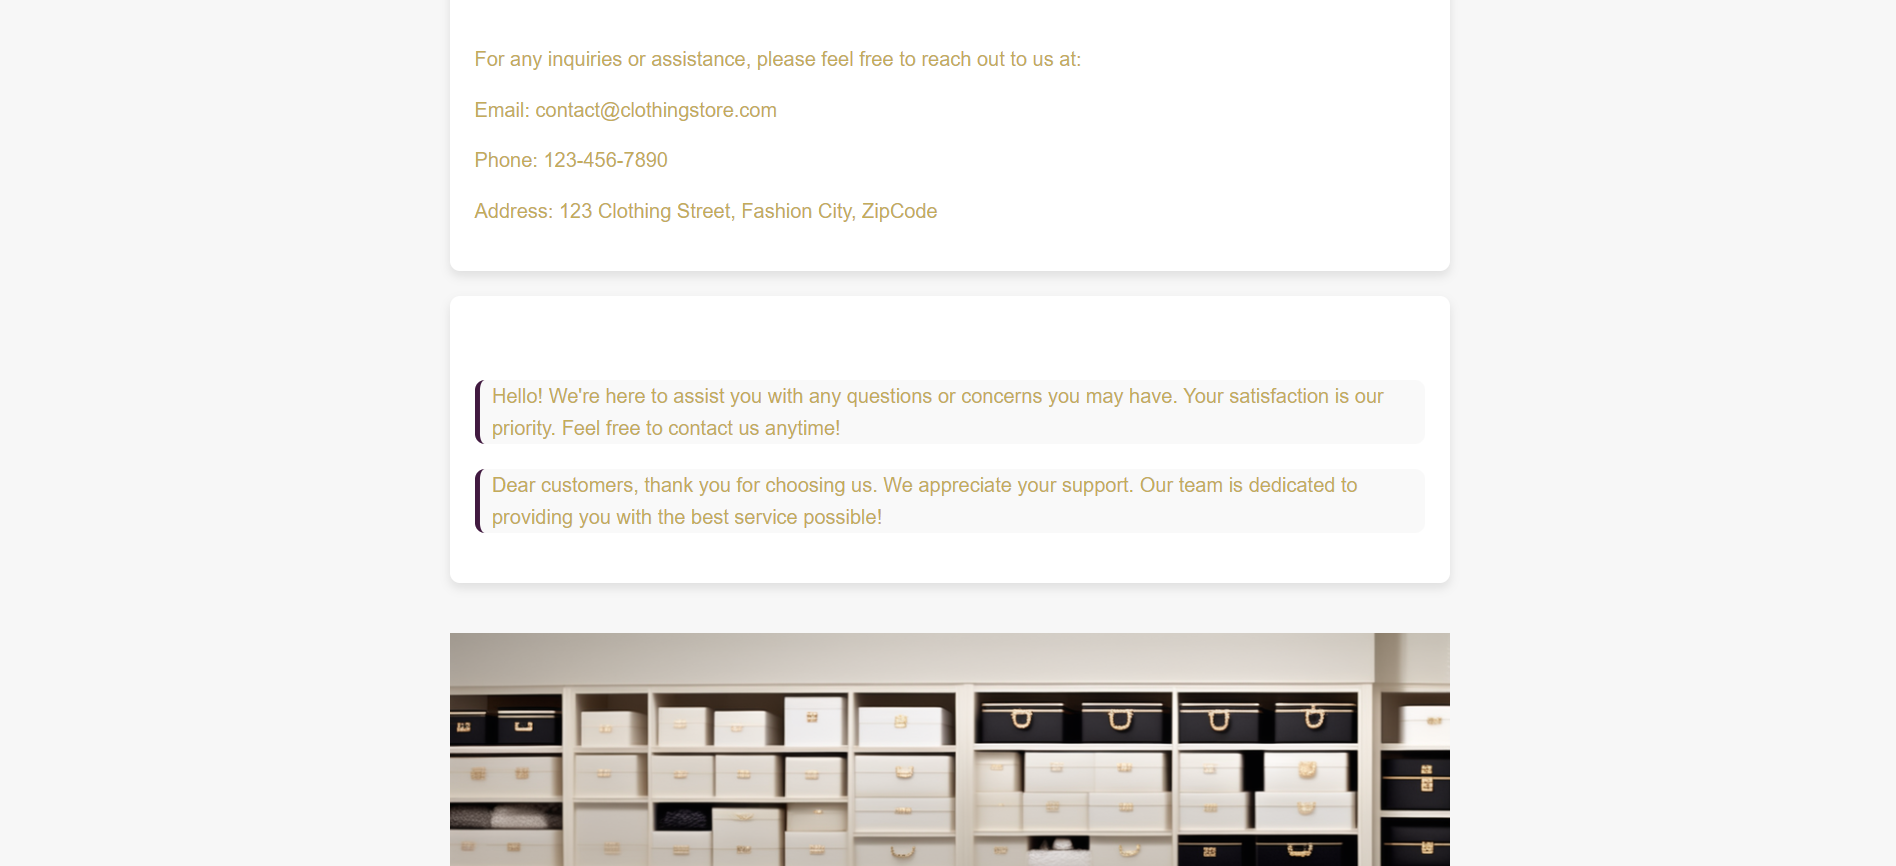 For any inquiries or assistance, please feel free to reach out to us at:
Email: contact@clothingstore.com
Phone: 123-456-7890
Address: 123 Clothing Street, Fashion City, ZipCode
Hello! We're here to assist you with any questions or concerns you may have. Your satisfaction is our
priority. Feel free to contact us anytime!
Dear customers, thank you for choosing us. We appreciate your support. Our team is dedicated to
providing you with the best service possible!